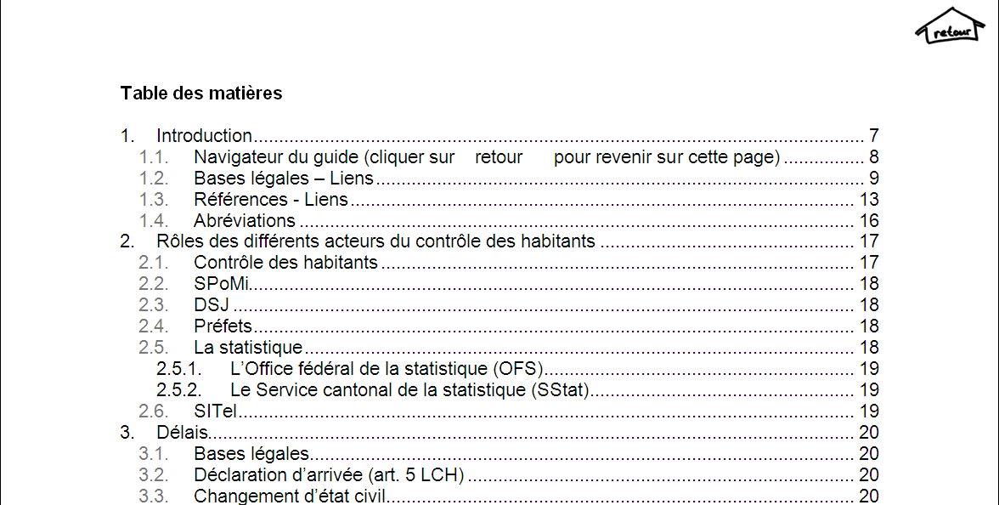 retour
Table des matières
1. Introduction 7
1.1. Navigateur du guide (cliquer sur retour pour revenir sur cette page) 8
1.2. Bases légales – Liens 9
1.3. Références - Liens 13
1.4. Abréviations 16
2. Rôles des différents acteurs du contrôle des habitants 17
2.1. Contrôle des habitants 17
2.2. SPoMi 18
2.3. DSJ 18
2.4. Préfets 18
2.5. La statistique 18
2.5.1. L’Office fédéral de la statistique (OFS) 19
2.5.2. Le Service cantonal de la statistique (SStat) 19
2.6. SITel 19
3. Délais 20
3.1. Bases légales 20
3.2. Déclaration d’arrivée (art. 5 LCH) 20
3.3. Changement d’état civil 20